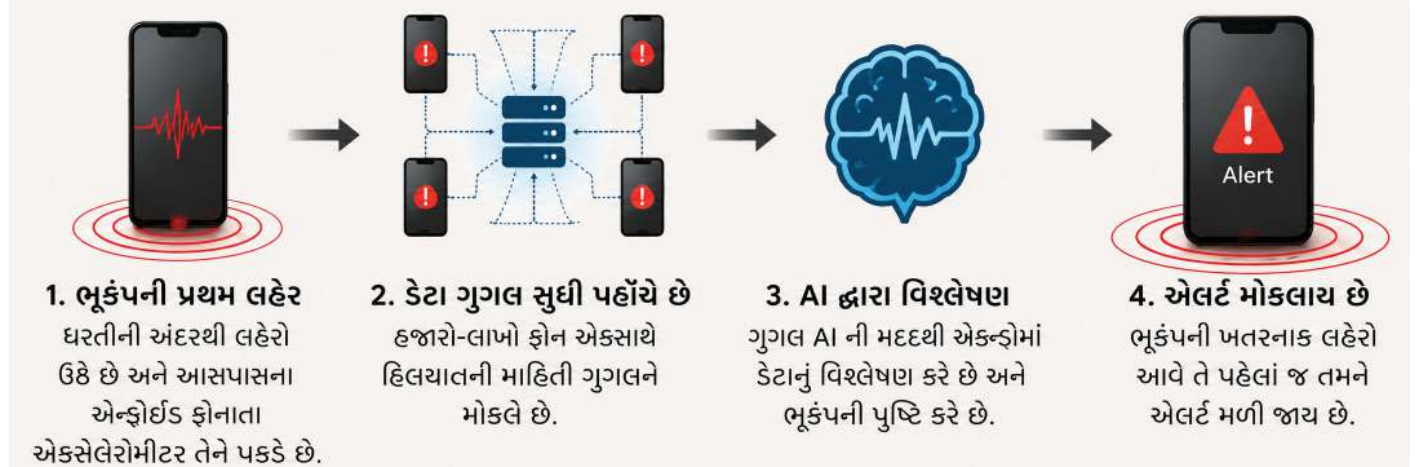 Alert
1. ભૂકંપની પ્રથમ લહેર
ધરતીની અંદરથી લહેરો
ઉઠે છે અને આસપાસના
એન્ફ્રોઈડ ફોનાતા
એક્સેલેરોમીટર તેને પકડે છે.
2. ડેટા ગુગલ સુધી પહોંચે છે
હજારો-લાખો ફોન એકસાથે
હિલયાતની માહિતી ગુગલને
મોકલે છે.
3. AI દ્વારા વિશ્લેષણ
ગુગલ AI ની મદદથી એકન્ડ્રોમાં
ડેટાનું વિશ્લેષણ કરે છે અને
ભૂકંપની પુષ્ટિ કરે છે.
4. એલર્ટ મોકલાય છે
ભૂકંપની ખતરનાક લહેરો
આવે તે પહેલાં જ તમને
એલર્ટ મળી જાય છે.